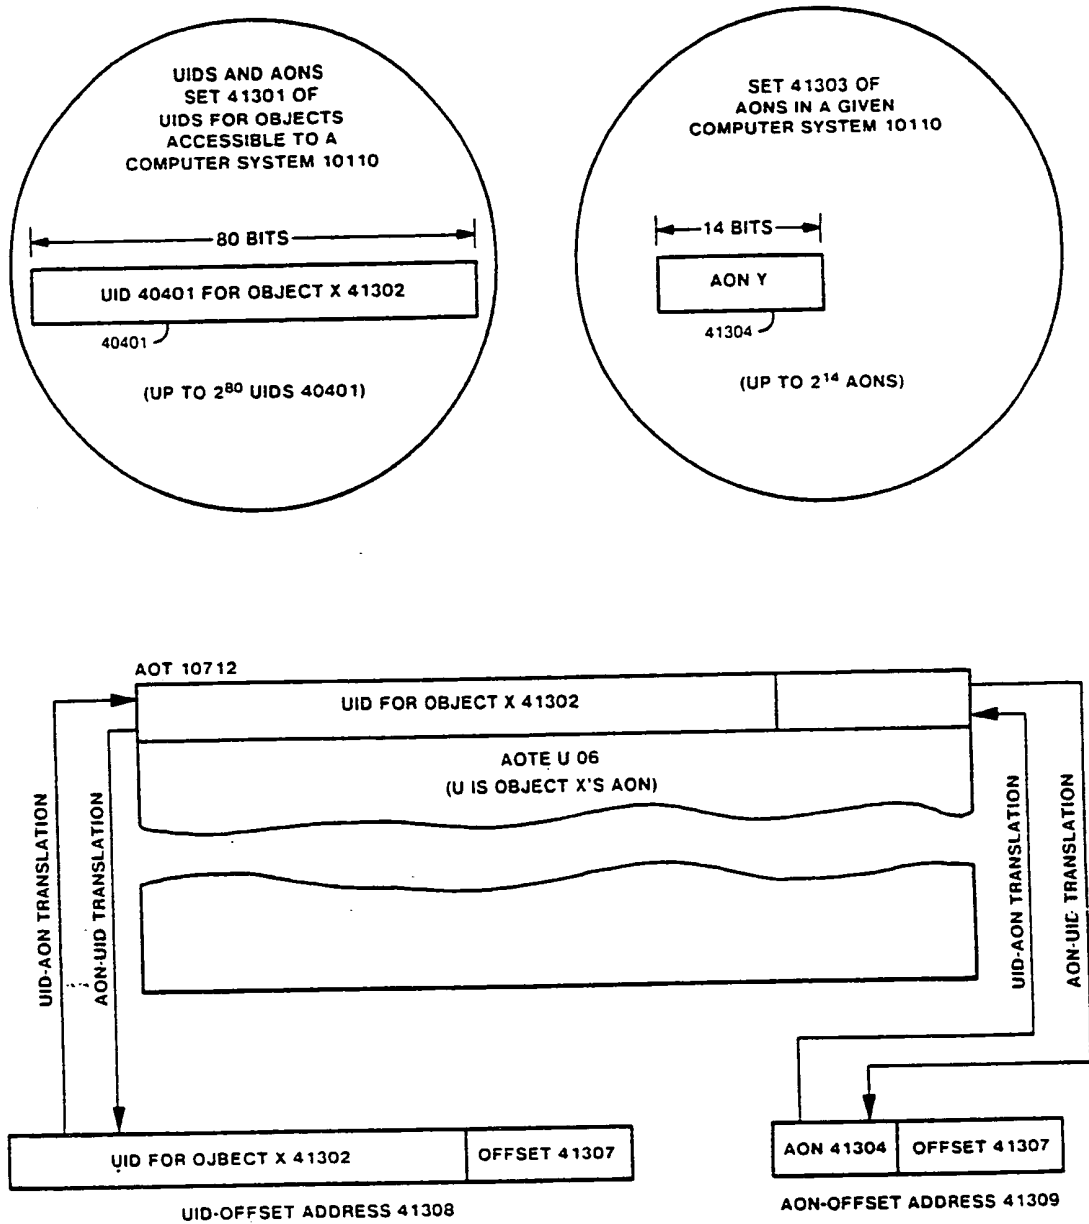 UIDS AND AONS
SET 41301 OF
UIDS FOR OBJECTS
ACCESSIBLE TO A
COMPUTER SYSTEM 10110
80 BITS
UID 40401 FOR OBJECT X 41302
40401
(UP TO 2⁸⁰ UIDS 40401)
SET 41303 OF
AONS IN A GIVEN
COMPUTER SYSTEM 10110
14 BITS
AON Y
41304
(UP TO 2¹⁴ AONS)
AOT 10712
UID FOR OBJECT X 41302
AOTE U 06
(U IS OBJECT X'S AON)
UID-AON TRANSLATION
AON-UID TRANSLATION
UID-AON TRANSLATION
AON-UID TRANSLATION
UID FOR OJBECT X 41302
OFFSET 41307
UID-OFFSET ADDRESS 41308
AON 41304
OFFSET 41307
AON-OFFSET ADDRESS 41309